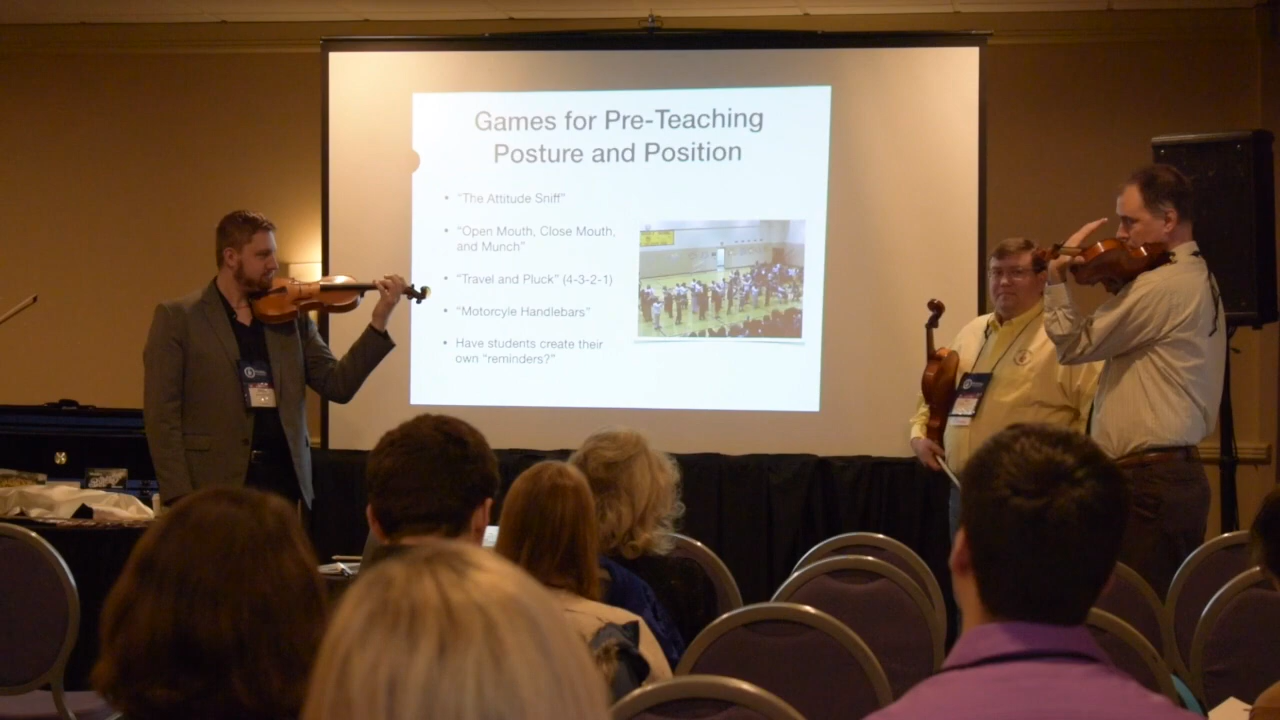 Games for Pre-Teaching
Posture and Position
• “The Attitude Sniff”
• “Open Mouth, Close Mouth,
and Munch”
• “Travel and Pluck” (4-3-2-1)
• “Motorcyle Handlebars”
• Have students create their
own “reminders?”